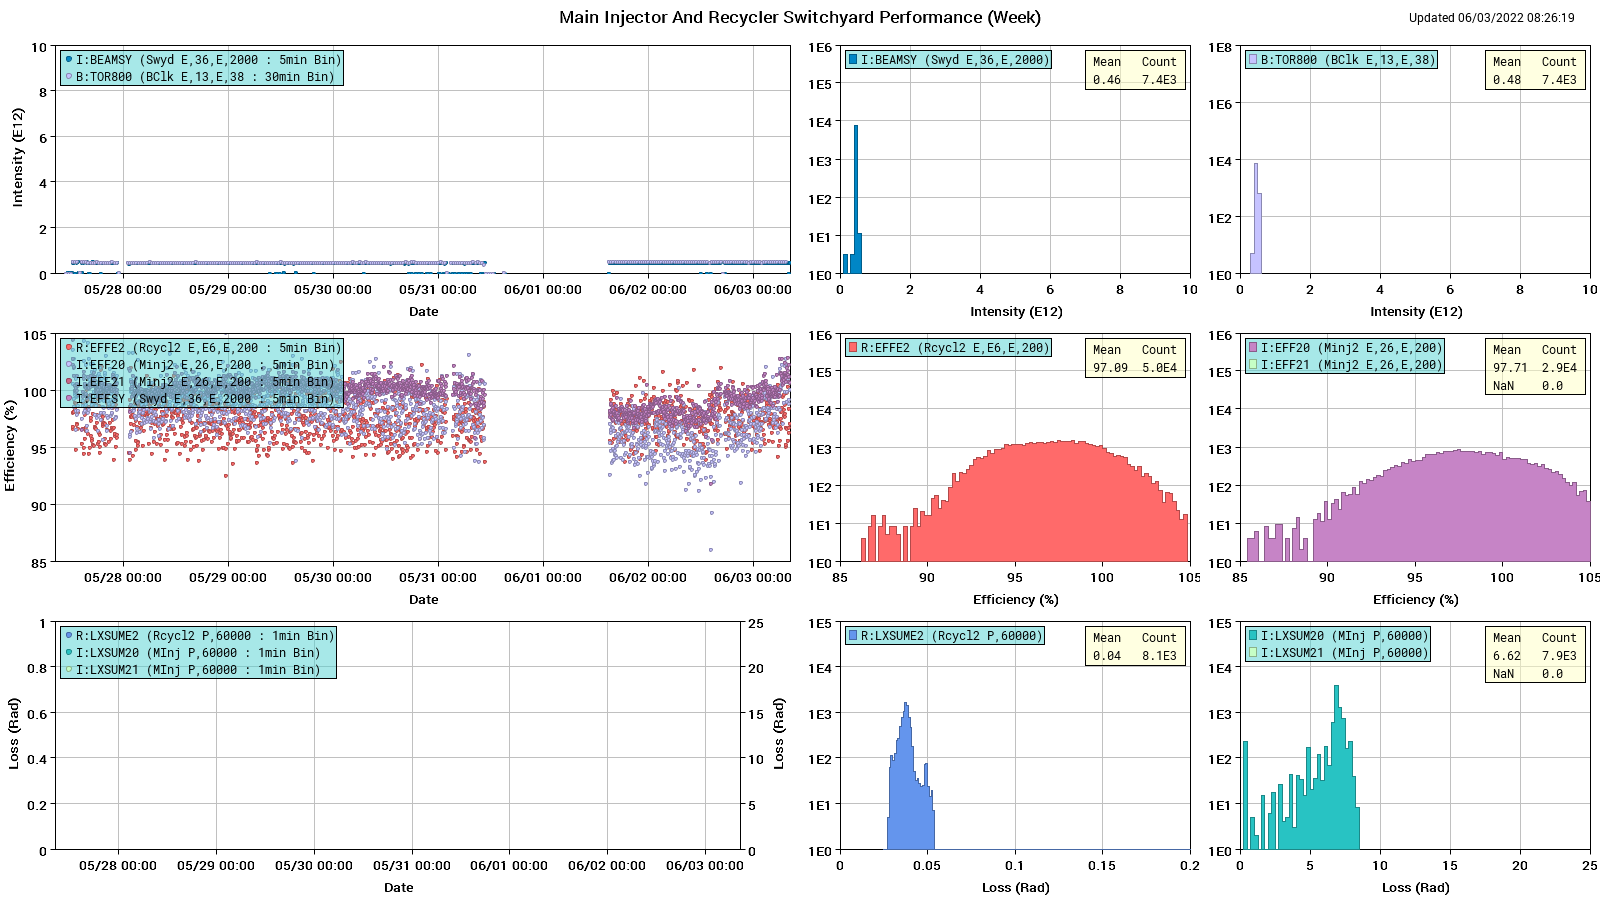 Main Injector And Recycler Switchyard Performance (Week)
Updated 06/03/2022 08:26:19
10
8
6
4
2
0
Intensity (E12)
I:BEAMSY (Swyd E,36,E,2000 : 5min Bin)
B:TOR800 (BClk E,13,E,38 : 30min Bin)
05/28 00:00 05/29 00:00 05/30 00:00 05/31 00:00 06/01 00:00 06/02 00:00 06/03 00:00
Date
1E6
1E5
1E4
1E3
1E2
1E1
1E0
I:BEAMSY (Swyd E,36,E,2000)
Mean Count
0.46 7.4E3
0 2 4 6 8 10
Intensity (E12)
1E8
1E6
1E4
1E2
1E0
B:TOR800 (BClk E,13,E,38)
Mean Count
0.48 7.4E3
0 2 4 6 8 10
Intensity (E12)
105
100
95
90
85
Efficiency (%)
R:EFFE2 (Rcycl2 E,E6,E,200 : 5min Bin)
I:EFF20 (Minj2 E,26,E,200 : 5min Bin)
I:EFF21 (Minj2 E,26,E,200 : 5min Bin)
I:EFFSY (Swyd E,36,E,2000 : 5min Bin)
05/28 00:00 05/29 00:00 05/30 00:00 05/31 00:00 06/01 00:00 06/02 00:00 06/03 00:00
Date
1E6
1E5
1E4
1E3
1E2
1E1
1E0
R:EFFE2 (Rcycl2 E,E6,E,200)
Mean Count
97.09 5.0E4
85 90 95 100 105
Efficiency (%)
1E6
1E5
1E4
1E3
1E2
1E1
1E0
I:EFF20 (Minj2 E,26,E,200)
I:EFF21 (Minj2 E,26,E,200)
Mean Count
97.71 2.9E4
NaN 0.0
85 90 95 100 105
Efficiency (%)
1
0.8
0.6
0.4
0.2
0
Loss (Rad)
R:LXSUME2 (Rcycl2 P,60000 : 1min Bin)
I:LXSUM20 (MInj P,60000 : 1min Bin)
I:LXSUM21 (MInj P,60000 : 1min Bin)
25
20
15
10
5
0
Loss (Rad)
05/28 00:00 05/29 00:00 05/30 00:00 05/31 00:00 06/01 00:00 06/02 00:00 06/03 00:00
Date
1E5
1E4
1E3
1E2
1E1
1E0
R:LXSUME2 (Rcycl2 P,60000)
Mean Count
0.04 8.1E3
0 0.05 0.1 0.15 0.2
Loss (Rad)
1E5
1E4
1E3
1E2
1E1
1E0
I:LXSUM20 (MInj P,60000)
I:LXSUM21 (MInj P,60000)
Mean Count
6.62 7.9E3
NaN 0.0
0 5 10 15 20 25
Loss (Rad)